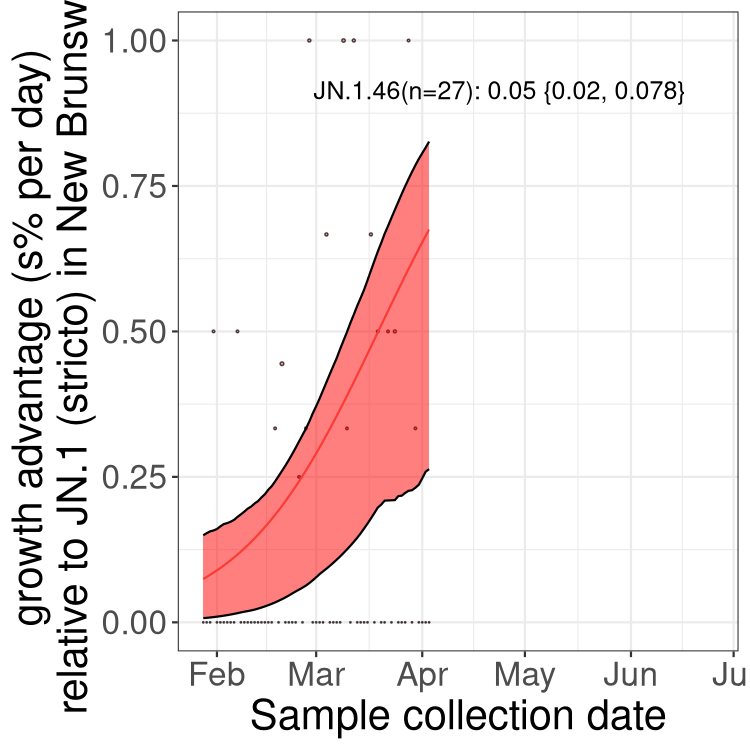 growth advantage (s% per day)
relative to JN.1 (stricto) in New Brunsw
1.00
0.75
0.50
0.25
0.00
JN.1.46(n=27): 0.05 {0.02, 0.078}
Feb Mar Apr May Jun Ju
Sample collection date